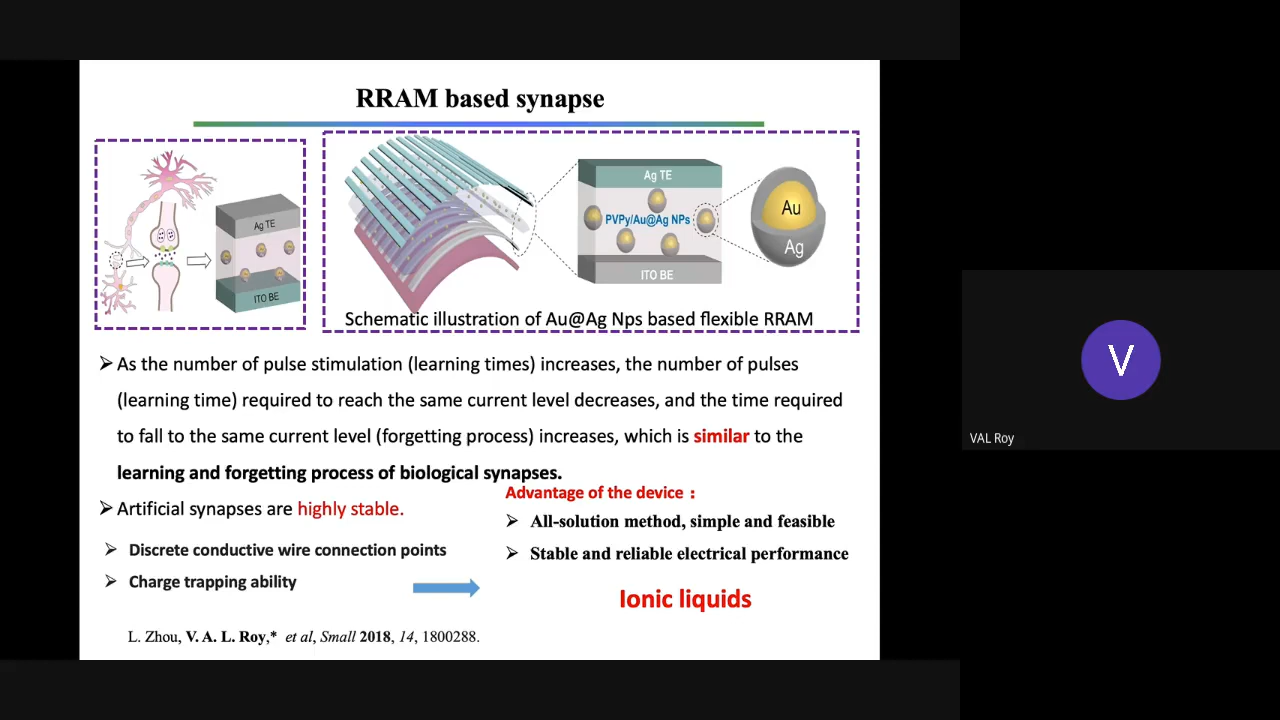 RRAM based synapse
Ag TE
ITO BE
Ag TE
PVPy/Au@Ag NPs
ITO BE
Au
Ag
Schematic illustration of Au@Ag Nps based flexible RRAM
➢ As the number of pulse stimulation (learning times) increases, the number of pulses
(learning time) required to reach the same current level decreases, and the time required
to fall to the same current level (forgetting process) increases, which is similar to the
learning and forgetting process of biological synapses.
➢ Artificial synapses are highly stable.
➢ Discrete conductive wire connection points
➢ Charge trapping ability
Advantage of the device：
➢ All-solution method, simple and feasible
➢ Stable and reliable electrical performance
Ionic liquids
L. Zhou, V. A. L. Roy,* et al, Small 2018, 14, 1800288.
V
VAL Roy